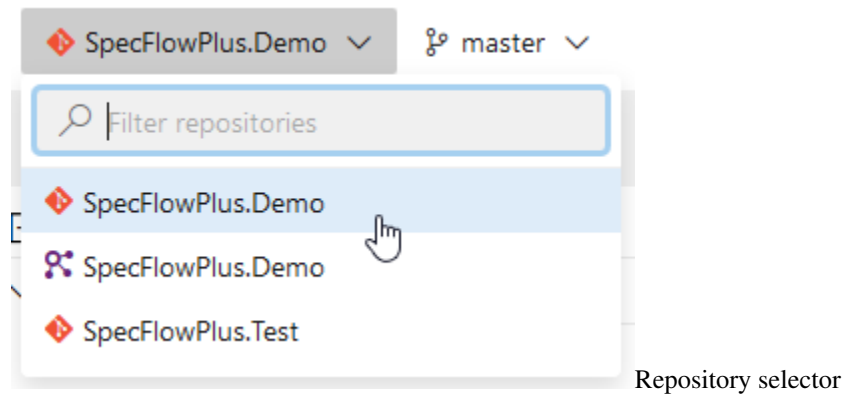 SpecFlowPlus.Demo master
Filter repositories
SpecFlowPlus.Demo
SpecFlowPlus.Demo
SpecFlowPlus.Test
Repository selector